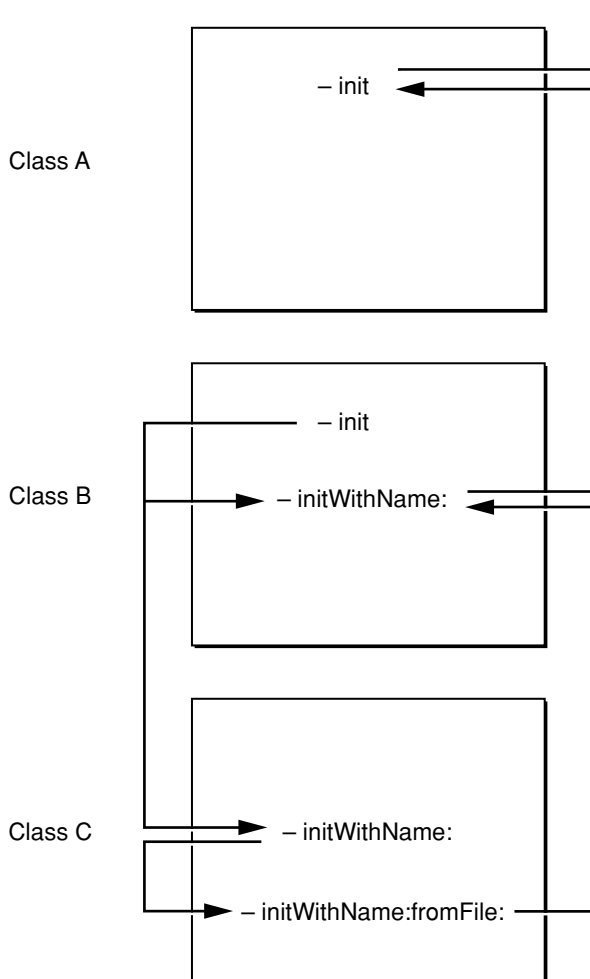 – init
Class A
– init
Class B
– initWithName:
Class C
– initWithName:
– initWithName:fromFile: